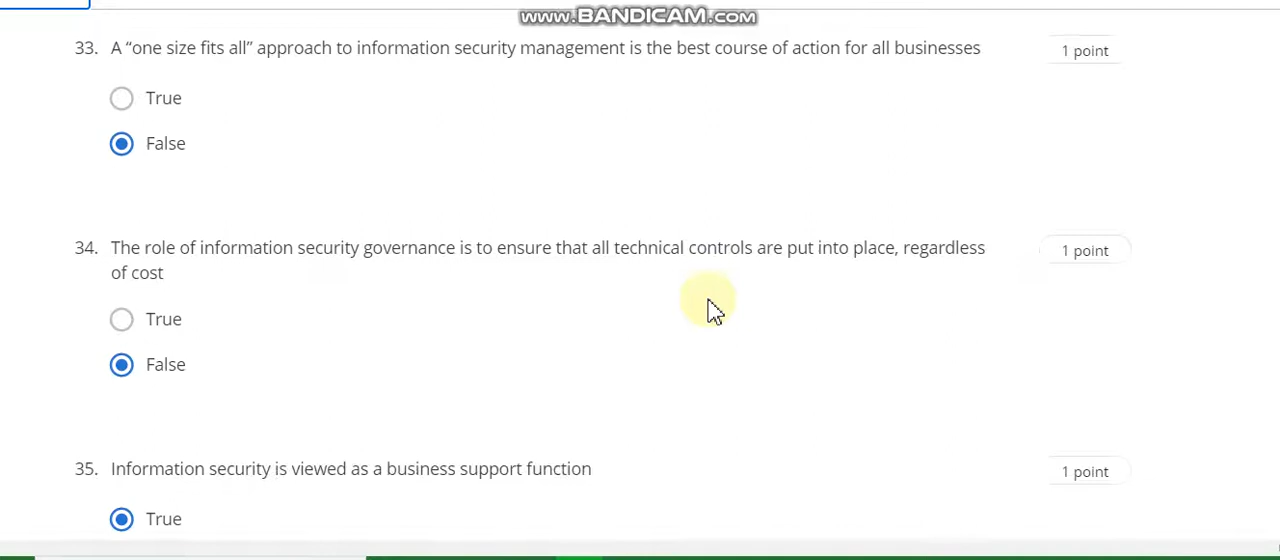 www.BANDICAM.com
33. A “one size fits all” approach to information security management is the best course of action for all businesses
1 point
True
False
34. The role of information security governance is to ensure that all technical controls are put into place, regardless
of cost
1 point
True
False
35. Information security is viewed as a business support function
1 point
True